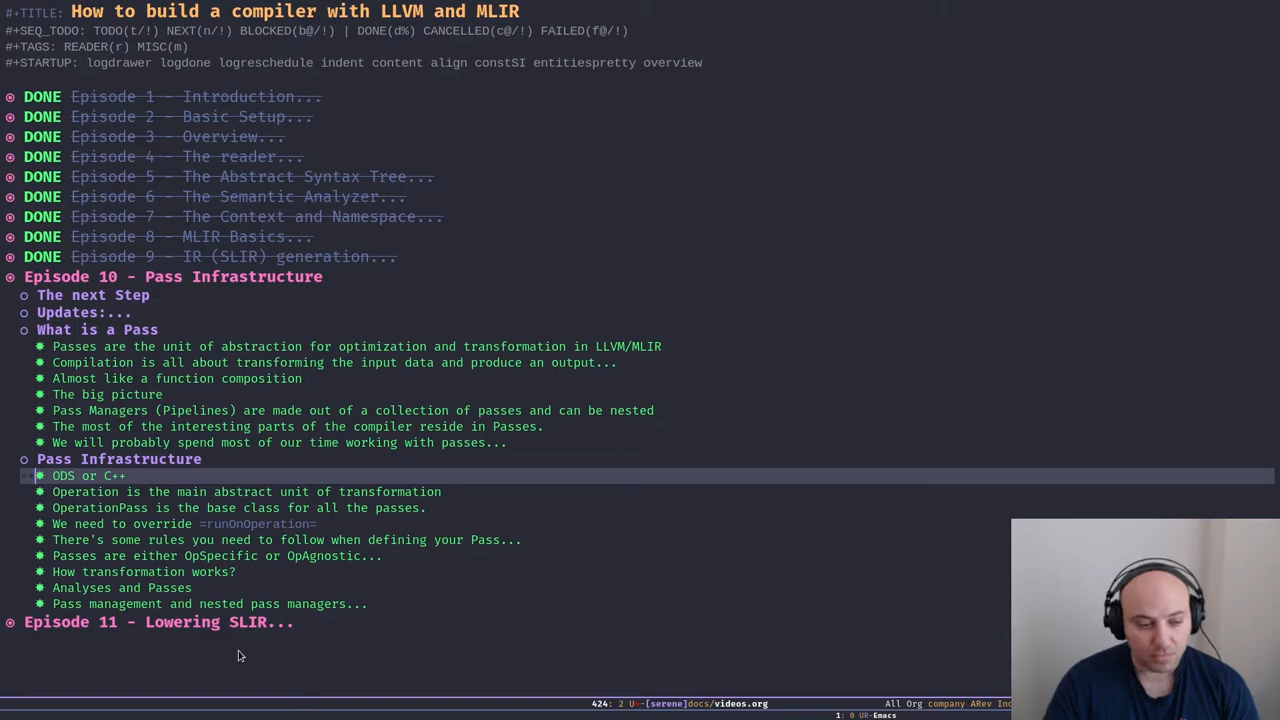 #+TITLE: How to build a compiler with LLVM and MLIR
#+SEQ_TODO: TODO(t/!) NEXT(n/!) BLOCKED(b@/!) | DONE(d%) CANCELLED(c@/!) FAILED(f@/!)
#+TAGS: READER(r) MISC(m)
#+STARTUP: logdrawer logdone logreschedule indent content align constSI entitiespretty overview
DONE Episode 1 - Introduction...
DONE Episode 2 - Basic Setup...
DONE Episode 3 - Overview...
DONE Episode 4 - The reader...
DONE Episode 5 - The Abstract Syntax Tree...
DONE Episode 6 - The Semantic Analyzer...
DONE Episode 7 - The Context and Namespace...
DONE Episode 8 - MLIR Basics...
DONE Episode 9 - IR (SLIR) generation...
Episode 10 - Pass Infrastructure
The next Step
Updates:...
What is a Pass
Passes are the unit of abstraction for optimization and transformation in LLVM/MLIR
Compilation is all about transforming the input data and produce an output...
Almost like a function composition
The big picture
Pass Managers (Pipelines) are made out of a collection of passes and can be nested
The most of the interesting parts of the compiler reside in Passes.
We will probably spend most of our time working with passes...
Pass Infrastructure
ODS or C++
Operation is the main abstract unit of transformation
OperationPass is the base class for all the passes.
We need to override =runOnOperation=
There's some rules you need to follow when defining your Pass...
Passes are either OpSpecific or OpAgnostic...
How transformation works?
Analyses and Passes
Pass management and nested pass managers...
Episode 11 - Lowering SLIR...
424: 2 U⁠ -[serene]docs/videos.org All Org company ARev Ind
1: 0 UR-Emacs